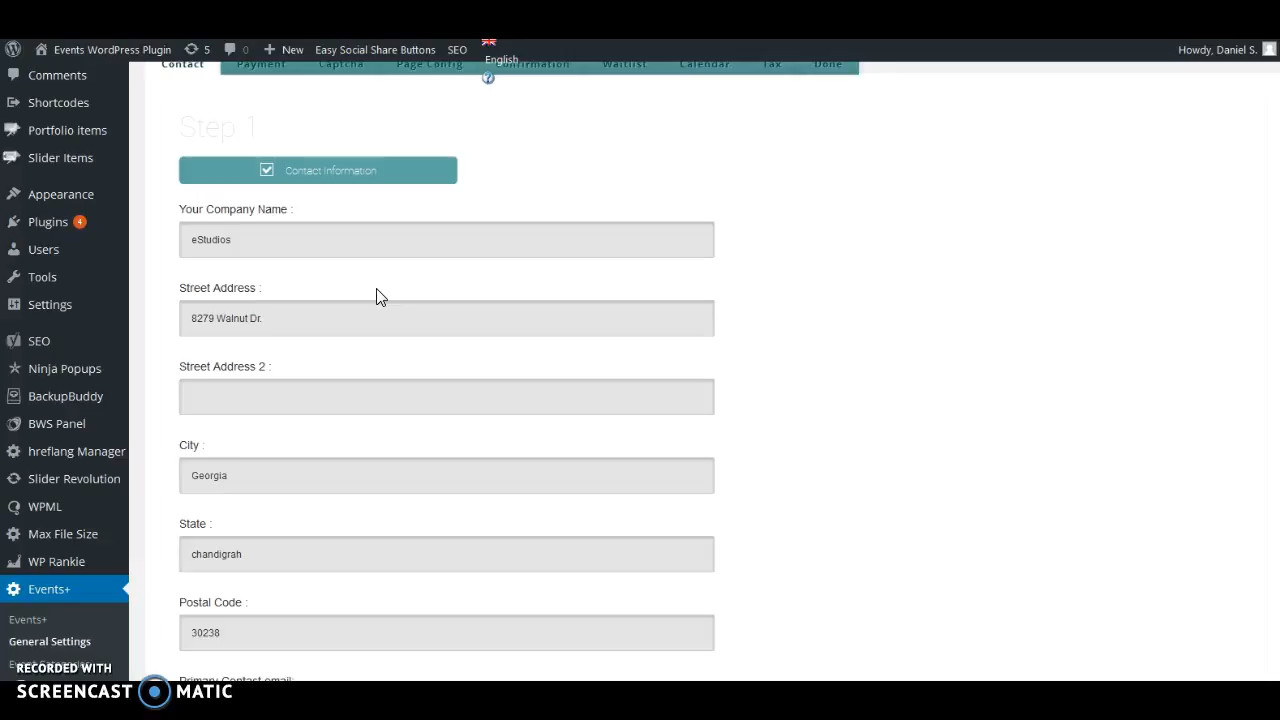 Events WordPress Plugin 5 0 New Easy Social Share Buttons SEO English Howdy, Daniel S.
Contact Payment Captcha Page Config Confirmation Waitlist Calendar Tax Done
Comments
Shortcodes
Portfolio items
Slider Items
Appearance
Plugins 4
Users
Tools
Settings
SEO
Ninja Popups
BackupBuddy
BWS Panel
hreflang Manager
Slider Revolution
WPML
Max File Size
WP Rankie
Events+
Events+
General Settings
Step 1
Contact Information
Your Company Name :
eStudios
Street Address :
8279 Walnut Dr.
Street Address 2 :
City :
Georgia
State :
chandigrah
Postal Code :
30238
Primary Contact email:
RECORDED WITH
SCREENCAST MATIC